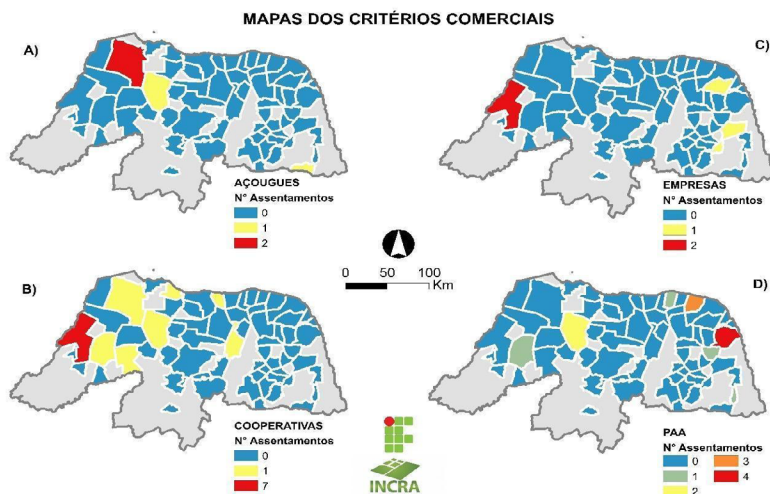 MAPAS DOS CRITÉRIOS COMERCIAIS
A)
AÇOUGUES
N° Assentamentos
0
1
2
C)
EMPRESAS
N° Assentamentos
0
1
2
0 50 100
Km
B)
COOPERATIVAS
N° Assentamentos
0
1
7
INCRA
D)
PAA
N° Assentamentos
0 3
1 4
2